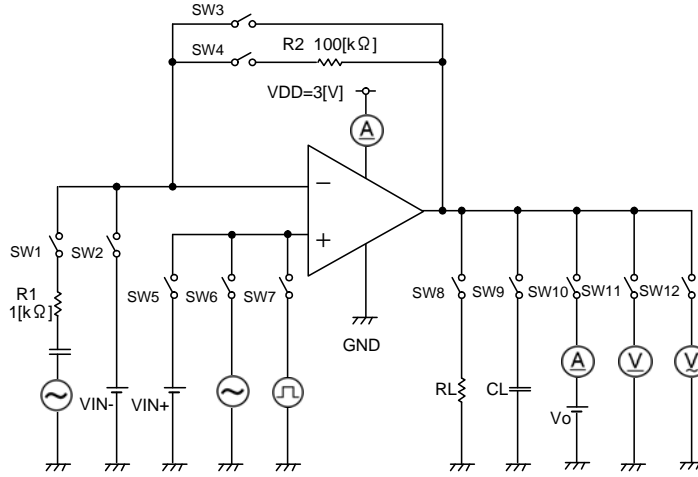 SW3
SW4
R2 100[kΩ]
VDD=3[V]
A
−
+
SW1
SW2
SW5
SW6
SW7
SW8
SW9
SW10
SW11
SW12
R1
1[kΩ]
GND
VIN-
VIN+
RL
CL
A
V
V
Vo